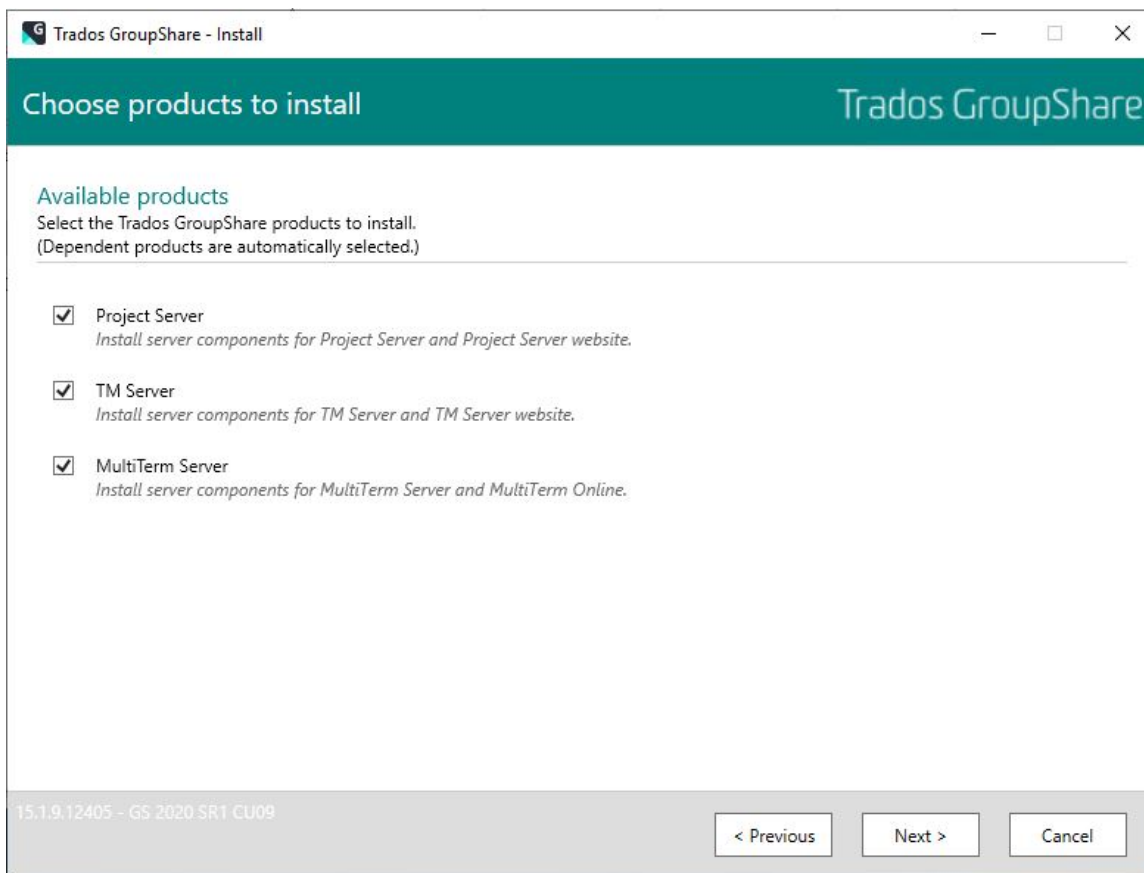 Trados GroupShare - Install
Choose products to install
Trados GroupShare
Available products
Select the Trados GroupShare products to install.
(Dependent products are automatically selected.)
Project Server
Install server components for Project Server and Project Server website.
TM Server
Install server components for TM Server and TM Server website.
MultiTerm Server
Install server components for MultiTerm Server and MultiTerm Online.
15.1.9.12405 - GS 2020 SR1 CU09
< Previous
Next >
Cancel